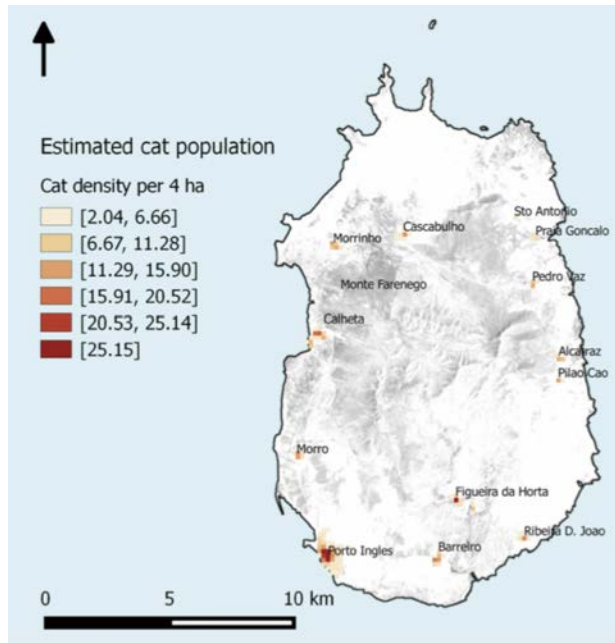 Estimated cat population
Cat density per 4 ha
[2.04, 6.66]
[6.67, 11.28]
[11.29, 15.90]
[15.91, 20.52]
[20.53, 25.14]
[25.15]
Sto Antonio
Cascabulho
Praia Goncalo
Morrinho
Pedro Vaz
Monte Farenego
Calheta
Alcatraz
Pilao Cao
Morro
Figueira da Horta
Ribeira D. Joao
Porto Ingles
Barreiro
0 5 10 km